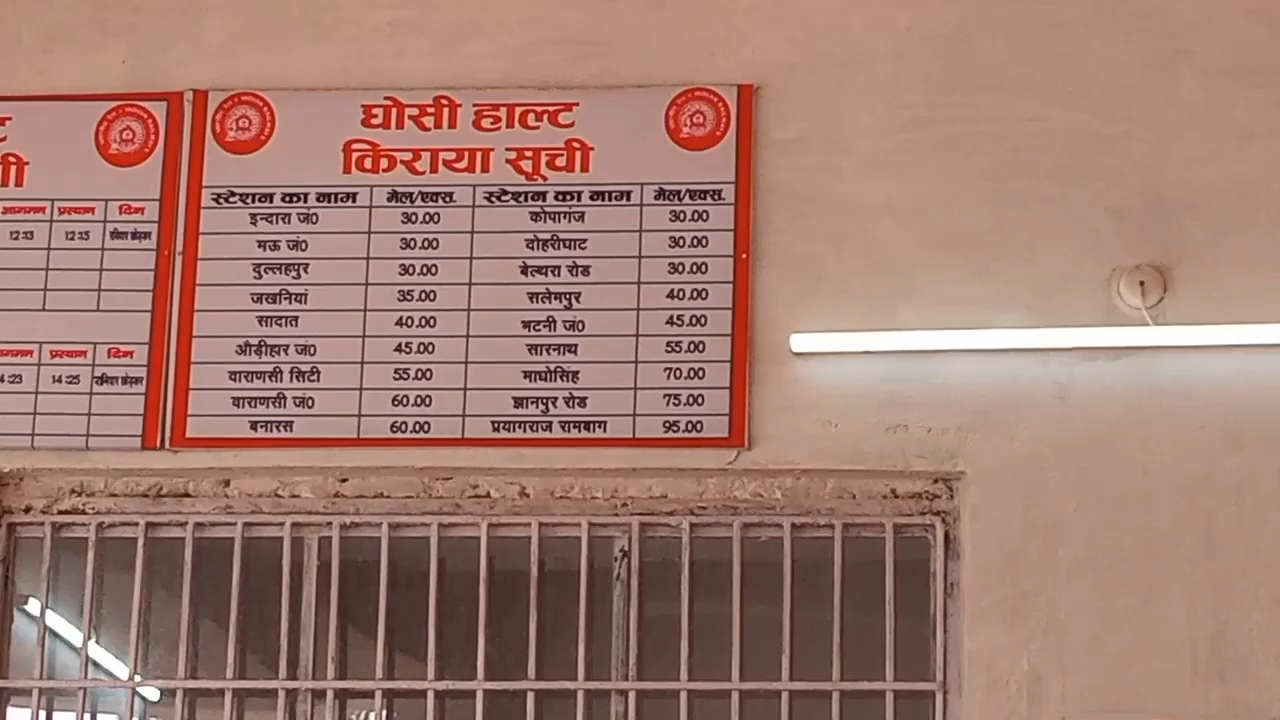 घोसी हाल्ट
किराया सूची
स्टेशन का नाम मेल/एक्स. स्टेशन का नाम मेल/एक्स.
इन्दारा जं0 30.00 कोपागंज 30.00
मऊ जं0 30.00 दोहरीघाट 30.00
दुल्लहपुर 30.00 बेल्थरा रोड 30.00
जखनियां 35.00 सलेमपुर 40.00
सादात 40.00 भटनी जं0 45.00
औड़ीहार जं0 45.00 सारनाथ 55.00
वाराणसी सिटी 55.00 माघोसिंह 70.00
वाराणसी जं0 60.00 ज्ञानपुर रोड 75.00
बनारस 60.00 प्रयागराज रामबाग 95.00
आगमन प्रस्थान दिन
12:13 12:15
प्रस्थान दिन
14:25